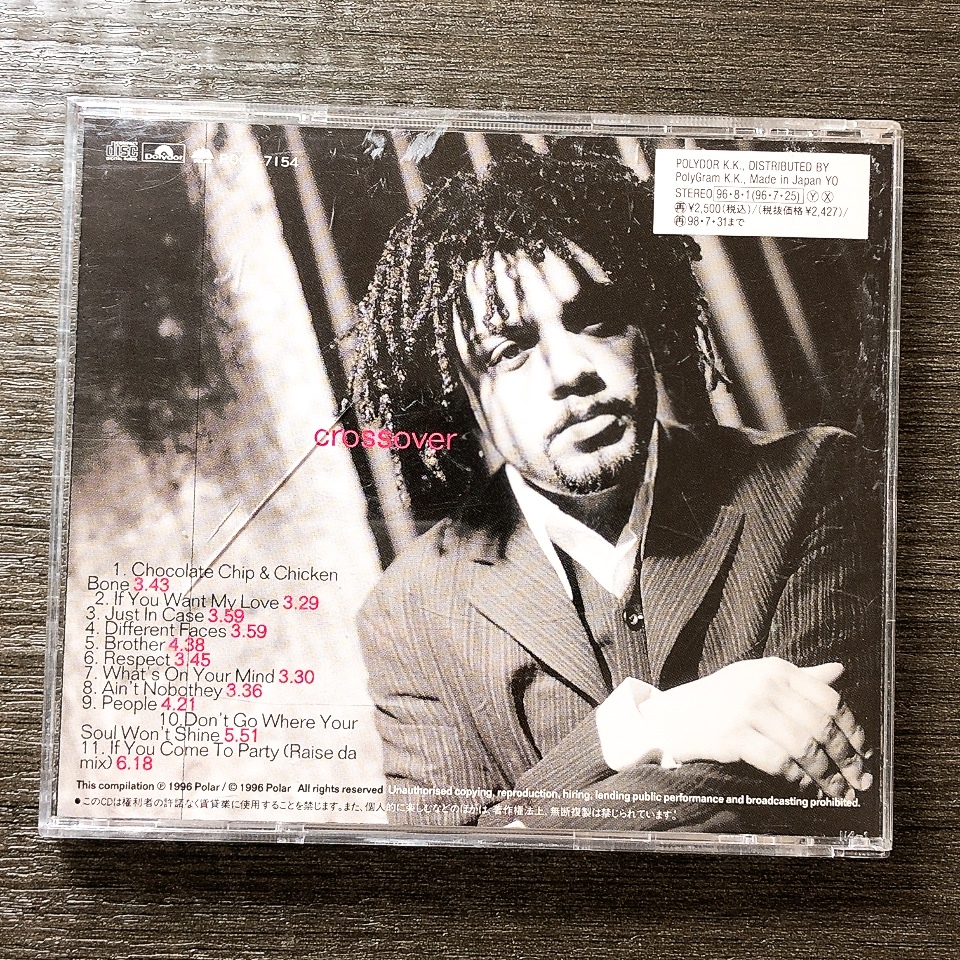 disc
Polydor
7154
POLYDOR K.K., DISTRIBUTED BY
PolyGram K.K., Made in Japan YO
STEREO 96・8・1(96・7・25) Ⓨ Ⓧ
再 ¥2,500(税込)/(税抜価格 ¥2,427)/
再 98・7・31まで
crossover
1. Chocolate Chip & Chicken
Bone 3.43
2. If You Want My Love 3.29
3. Just In Case 3.59
4. Different Faces 3.59
5. Brother 4.38
6. Respect 3.45
7. What's On Your Mind 3.30
8. Ain't Nobothey 3.36
9. People 4.21
10. Don't Go Where Your
Soul Won't Shine 5.51
11. If You Come To Party (Raise da
mix) 6.18
This compilation ℗ 1996 Polar / © 1996 Polar All rights reserved Unauthorised copying, reproduction, hiring, lending public performance and broadcasting prohibited.
●このCDは権利者の許諾なく賃貸業に使用することを禁じます。また、個人的に楽しむなどのほかは、著作権法上、無断複製は禁じられています。